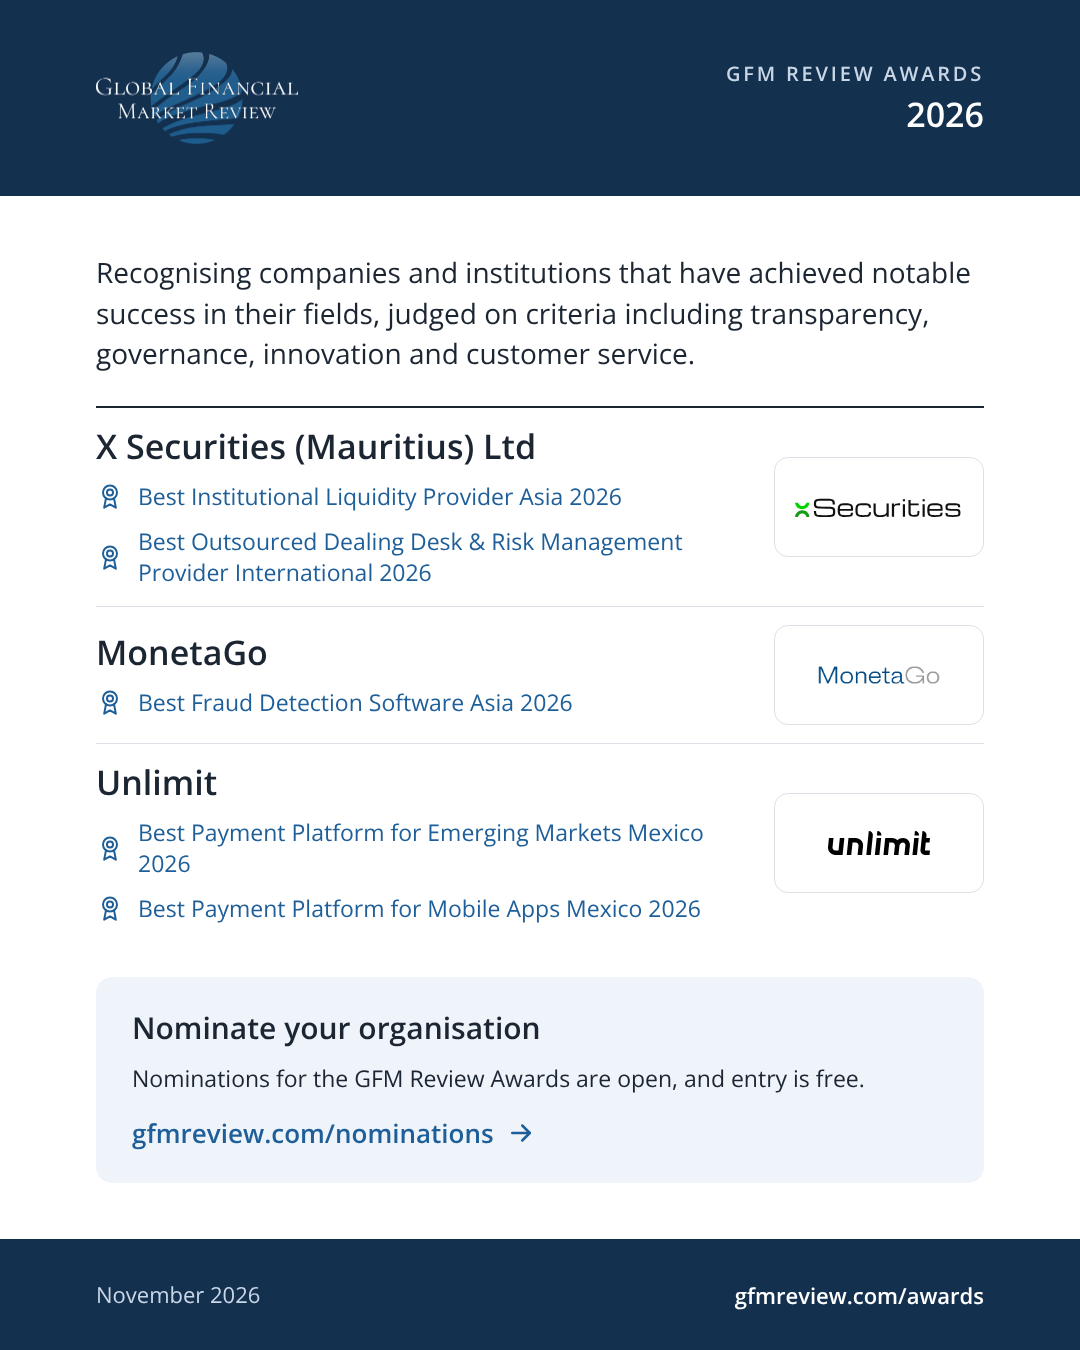 GLOBAL FINANCIAL
MARKET REVIEW
GFM REVIEW AWARDS
2026
Recognising companies and institutions that have achieved notable
success in their fields, judged on criteria including transparency,
governance, innovation and customer service.
X Securities (Mauritius) Ltd
Best Institutional Liquidity Provider Asia 2026
Best Outsourced Dealing Desk & Risk Management
Provider International 2026
xSecurities
MonetaGo
Best Fraud Detection Software Asia 2026
MonetaGo
Unlimit
Best Payment Platform for Emerging Markets Mexico
2026
Best Payment Platform for Mobile Apps Mexico 2026
unlimit
Nominate your organisation
Nominations for the GFM Review Awards are open, and entry is free.
gfmreview.com/nominations →
November 2026
gfmreview.com/awards